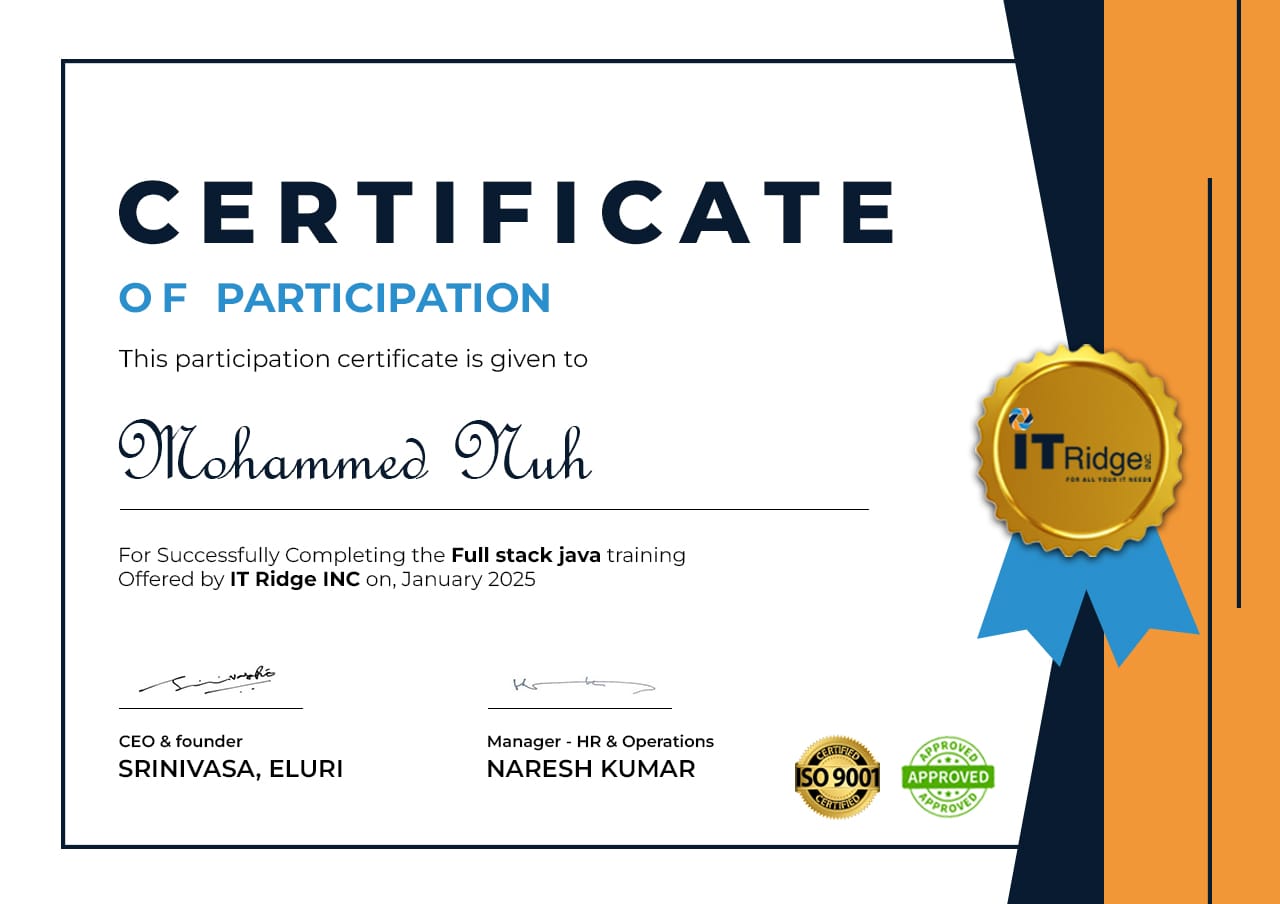 CERTIFICATE
OF PARTICIPATION
This participation certificate is given to
Mohammed Nuh
For Successfully Completing the Full stack java training
Offered by IT Ridge INC on, January 2025
iT Ridge INC
FOR ALL YOUR IT NEEDS
Srinivas
CEO & founder
SRINIVASA, ELURI
Manager - HR & Operations
NARESH KUMAR
CERTIFIED
ISO 9001
CERTIFIED
APPROVED
APPROVED
APPROVED